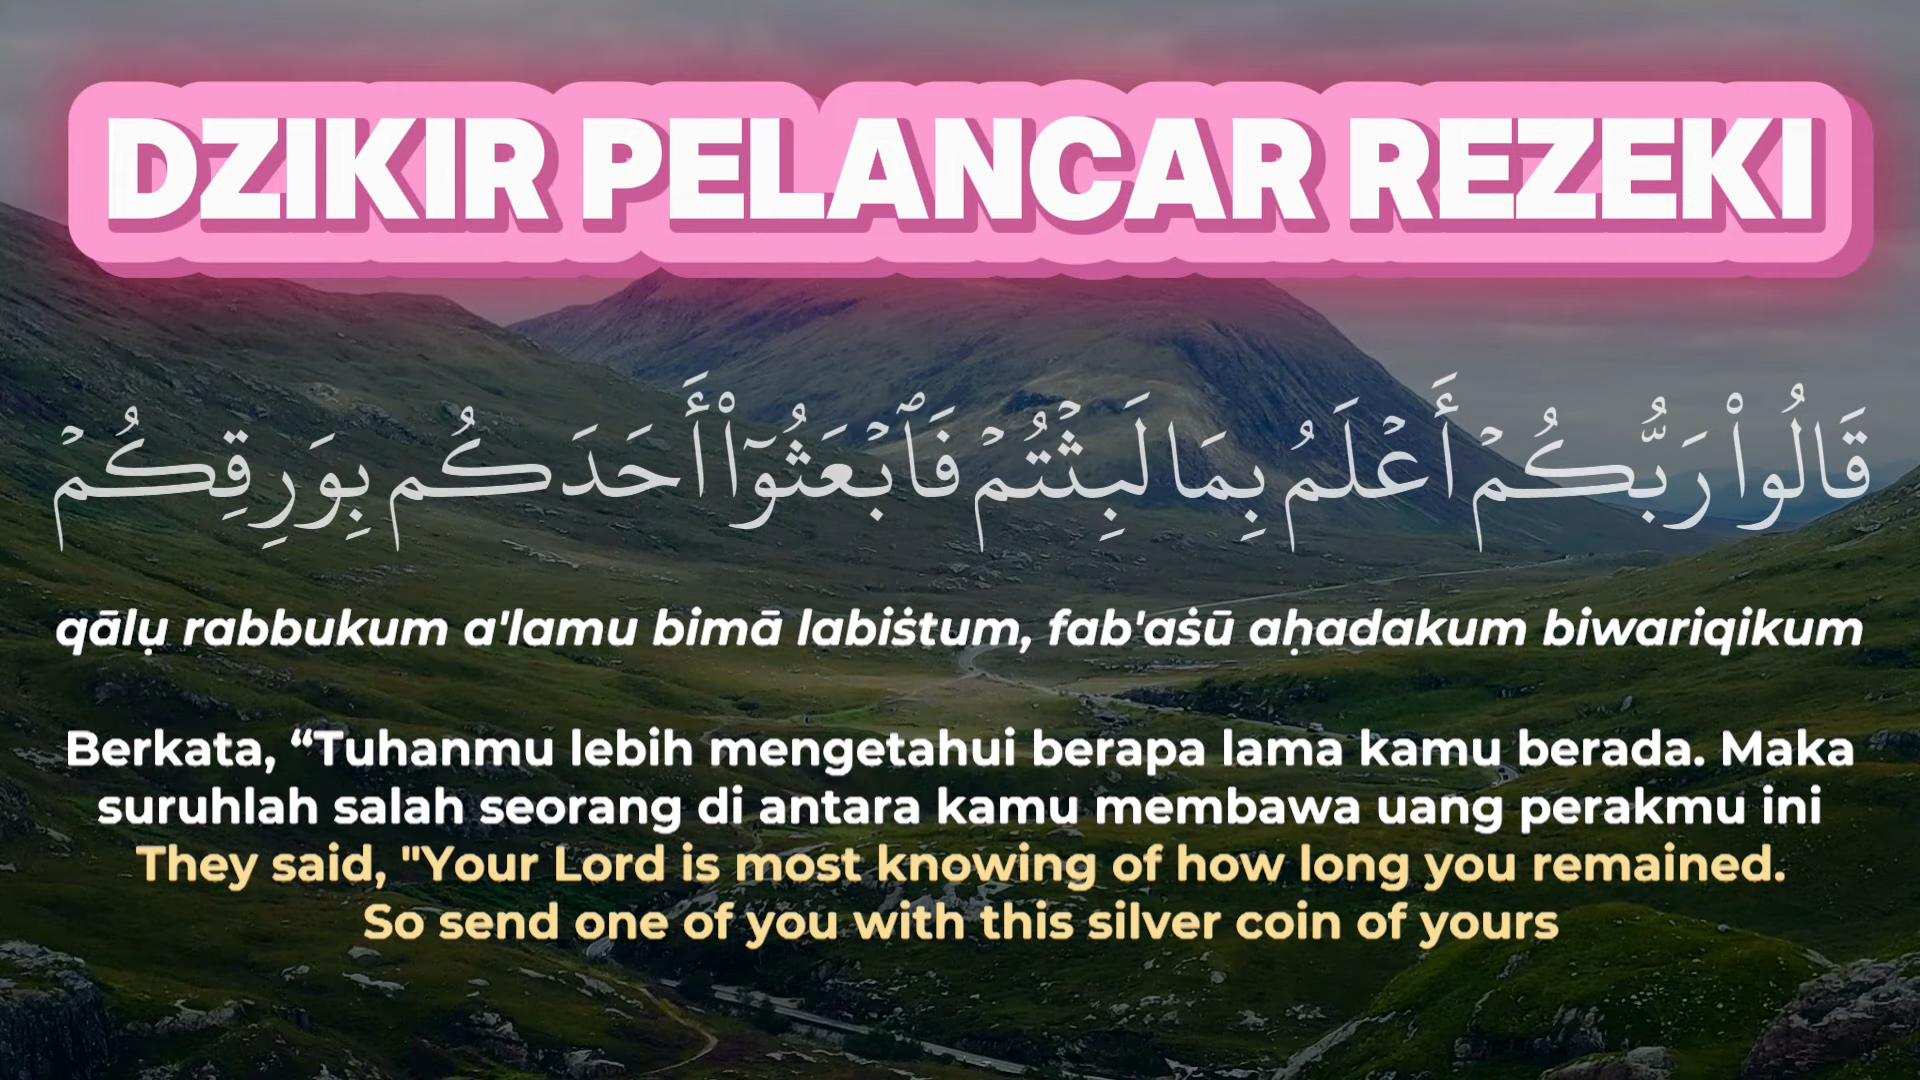 DZIKIR PELANCAR REZEKI
قَالُوا۟ رَبُّكُمْ أَعْلَمُ بِمَا لَبِثْتُمْ فَٱبْعَثُوٓا۟ أَحَدَكُم بِوَرِقِكُمْ
qālụ rabbukum a'lamu bimā labiṡtum, fab'aṡū aḥadakum biwariqikum
Berkata, “Tuhanmu lebih mengetahui berapa lama kamu berada. Maka
suruhlah salah seorang di antara kamu membawa uang perakmu ini
They said, "Your Lord is most knowing of how long you remained.
So send one of you with this silver coin of yours